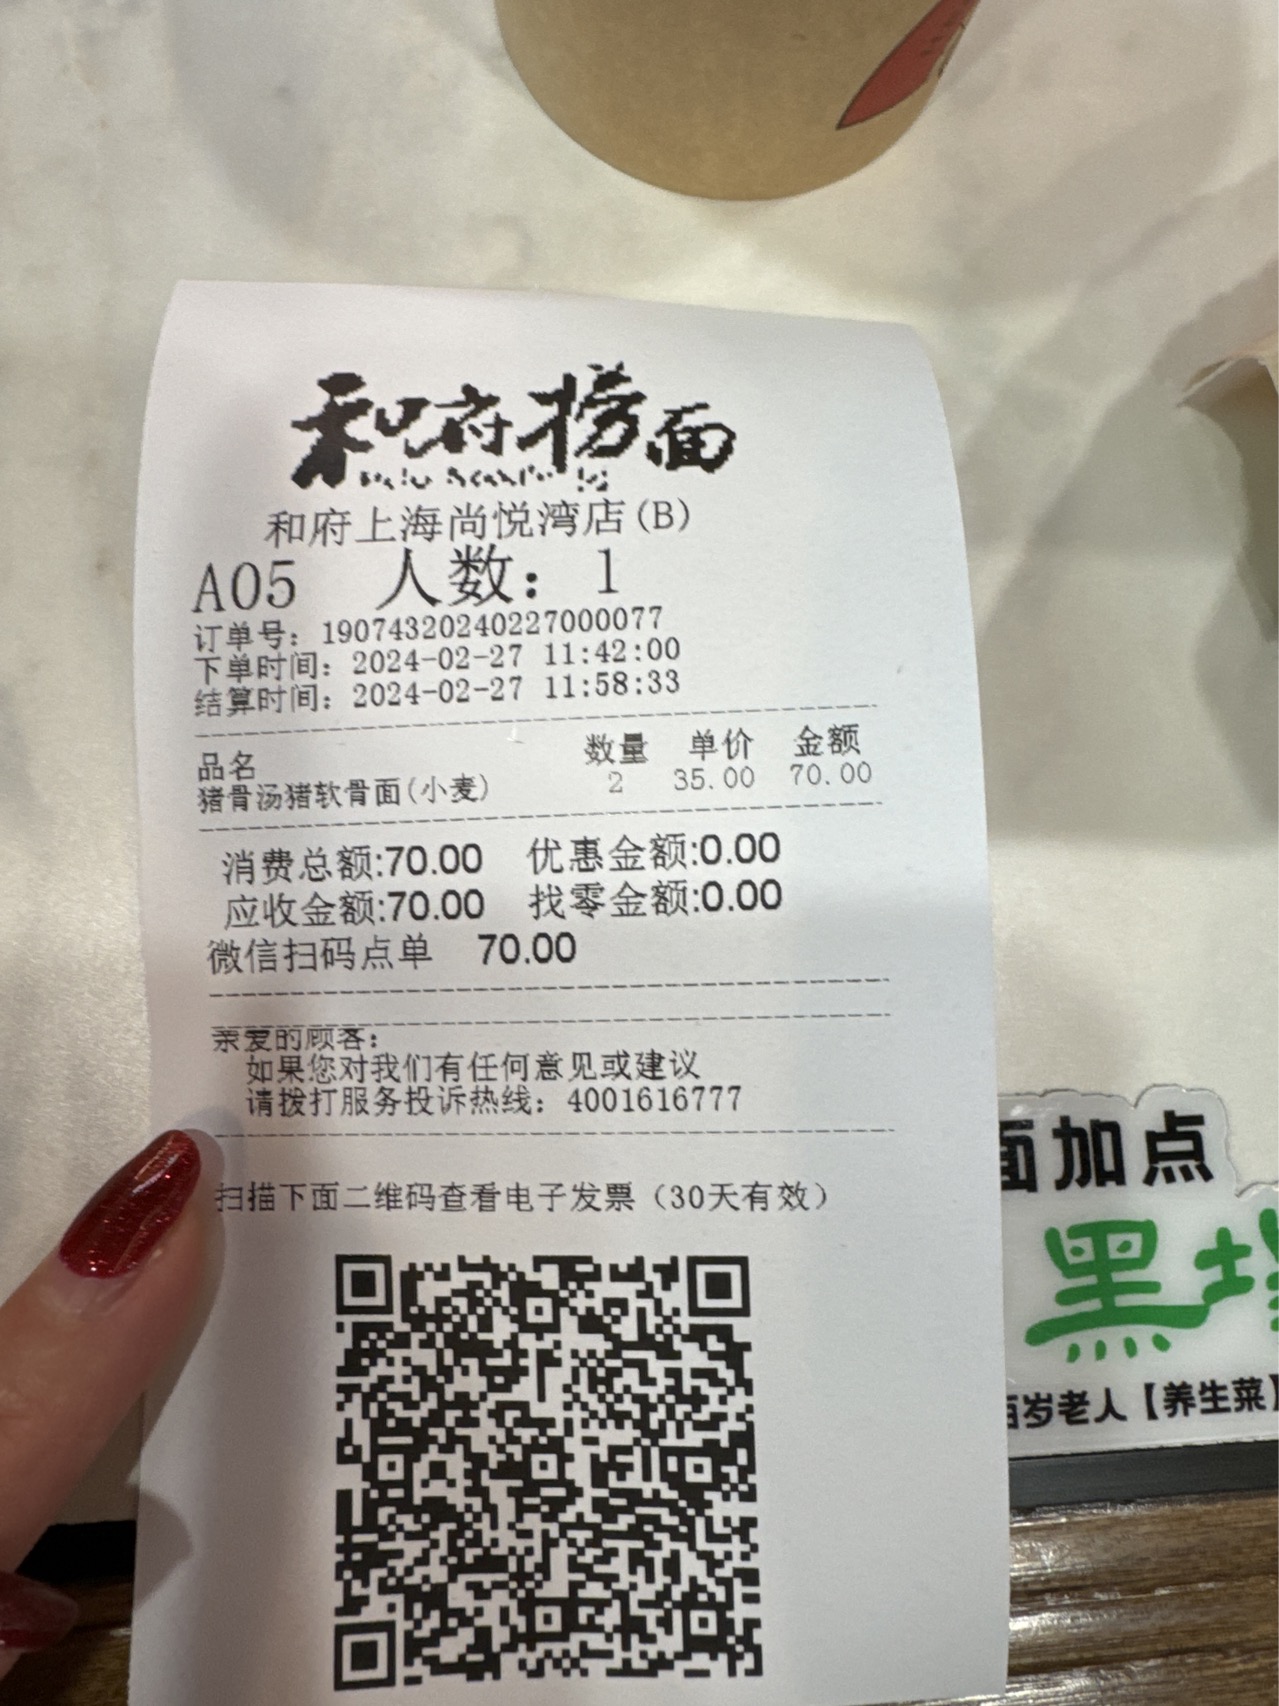 和府捞面
和府上海尚悦湾店(B)
A05 人数: 1
订单号: 19074320240227000077
下单时间: 2024-02-27 11:42:00
结算时间: 2024-02-27 11:58:33
品名 数量 单价 金额
猪骨汤猪软骨面(小麦) 2 35.00 70.00
消费总额:70.00 优惠金额:0.00
应收金额:70.00 找零金额:0.00
微信扫码点单 70.00
亲爱的顾客:
如果您对我们有任何意见或建议
请拨打服务投诉热线: 4001616777
扫描下面二维码查看电子发票（30天有效）
面加点
黑
百岁老人【养生菜】